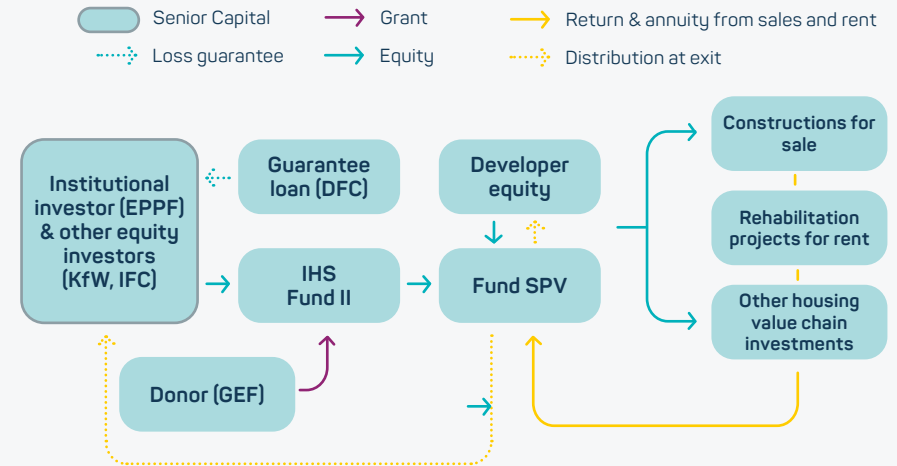 Senior Capital
Grant
Return & annuity from sales and rent
Loss guarantee
Equity
Distribution at exit
Institutional
investor (EPPF)
& other equity
investors
(KfW, IFC)
Guarantee
loan (DFC)
Developer
equity
Constructions for
sale
Rehabilitation
projects for rent
IHS
Fund II
Fund SPV
Other housing
value chain
investments
Donor (GEF)